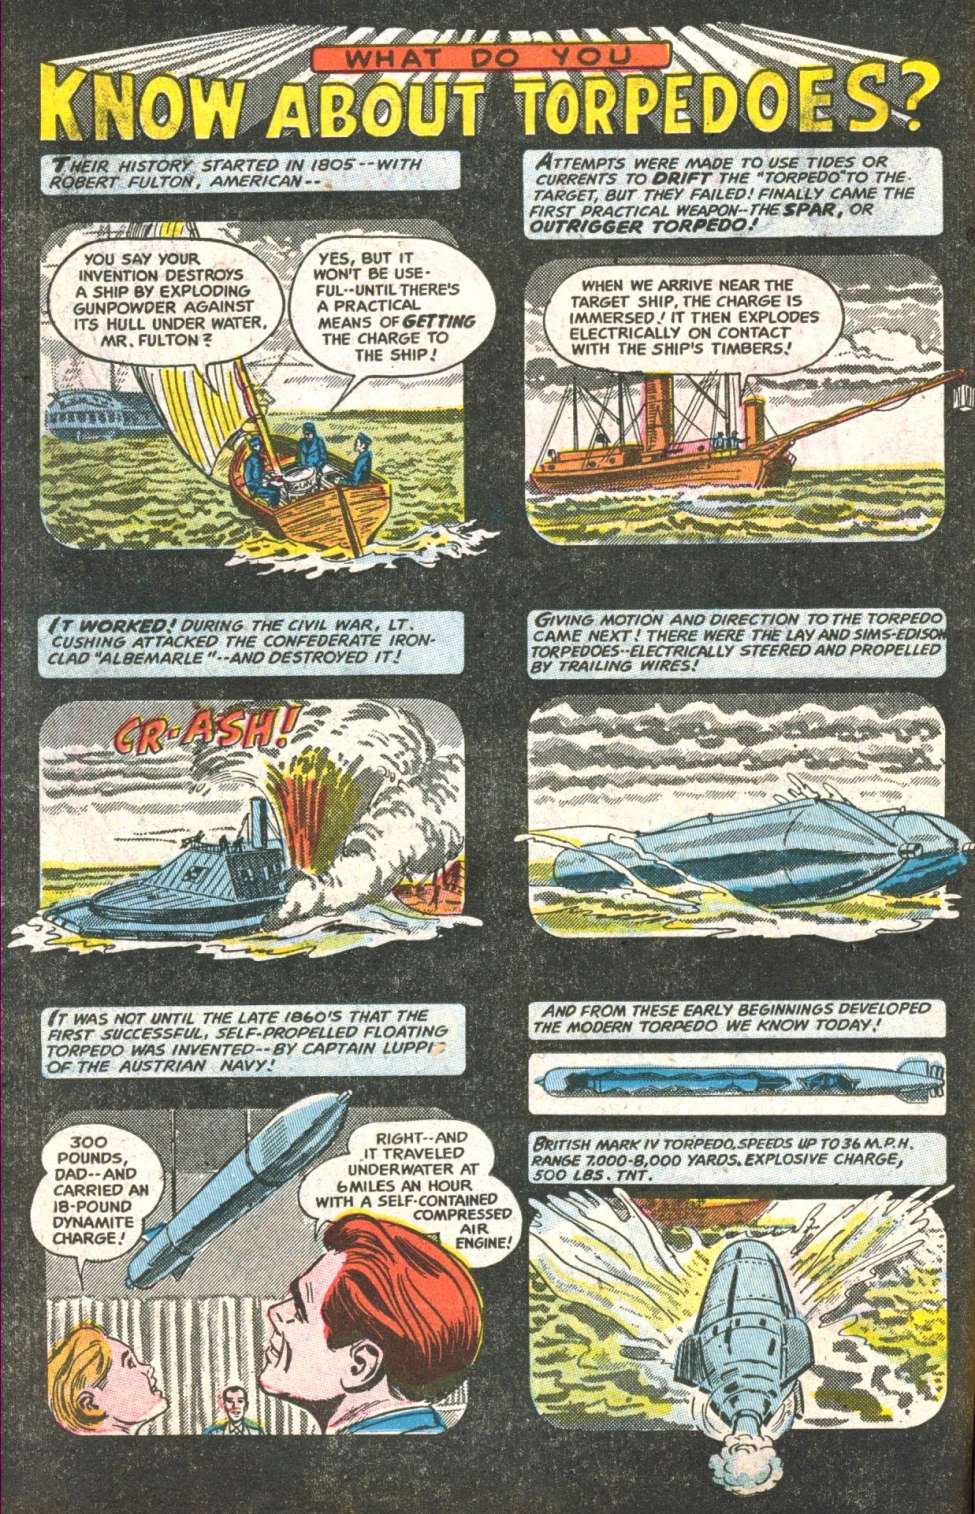 WHAT DO YOU
KNOW ABOUT TORPEDOES?
THEIR HISTORY STARTED IN 1805--WITH
ROBERT FULTON, AMERICAN--
YOU SAY YOUR
INVENTION DESTROYS
A SHIP BY EXPLODING
GUNPOWDER AGAINST
ITS HULL UNDER WATER,
MR. FULTON?
YES, BUT IT
WON'T BE USE-
FUL--UNTIL THERE'S
A PRACTICAL
MEANS OF GETTING
THE CHARGE TO
THE SHIP!
ATTEMPTS WERE MADE TO USE TIDES OR
CURRENTS TO DRIFT THE "TORPEDO" TO THE
TARGET, BUT THEY FAILED! FINALLY CAME THE
FIRST PRACTICAL WEAPON--THE SPAR, OR
OUTRIGGER TORPEDO!
WHEN WE ARRIVE NEAR THE
TARGET SHIP, THE CHARGE IS
IMMERSED! IT THEN EXPLODES
ELECTRICALLY ON CONTACT
WITH THE SHIP'S TIMBERS!
IT WORKED! DURING THE CIVIL WAR, LT.
CUSHING ATTACKED THE CONFEDERATE IRON-
CLAD "ALBEMARLE"--AND DESTROYED IT!
CR-ASH!
GIVING MOTION AND DIRECTION TO THE TORPEDO
CAME NEXT! THERE WERE THE LAY AND SIMS-EDISON
TORPEDOES--ELECTRICALLY STEERED AND PROPELLED
BY TRAILING WIRES!
IT WAS NOT UNTIL THE LATE 1860'S THAT THE
FIRST SUCCESSFUL, SELF-PROPELLED FLOATING
TORPEDO WAS INVENTED--BY CAPTAIN LUPPIS
OF THE AUSTRIAN NAVY!
300
POUNDS,
DAD--AND
CARRIED AN
18-POUND
DYNAMITE
CHARGE!
RIGHT--AND
IT TRAVELED
UNDERWATER AT
6 MILES AN HOUR
WITH A SELF-CONTAINED
COMPRESSED
AIR
ENGINE!
AND FROM THESE EARLY BEGINNINGS DEVELOPED
THE MODERN TORPEDO WE KNOW TODAY!
BRITISH MARK IV TORPEDO. SPEEDS UP TO 36 M.P.H.
RANGE 7,000-8,000 YARDS. EXPLOSIVE CHARGE,
500 LBS. TNT.